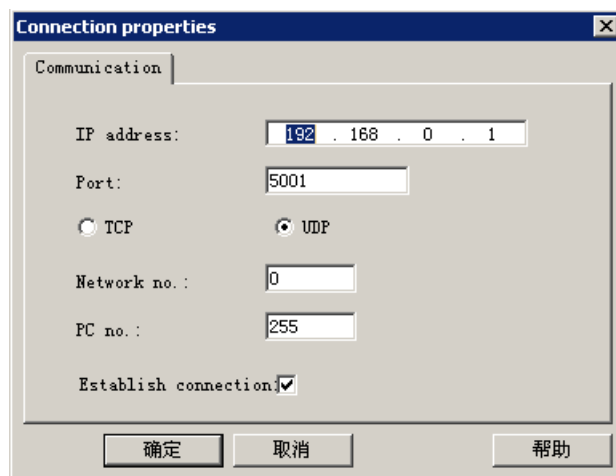 Connection properties
Communication
IP address: 192 . 168 . 0 . 1
Port: 5001
TCP UDP
Network no.: 0
PC no.: 255
Establish connection:
确定 取消 帮助